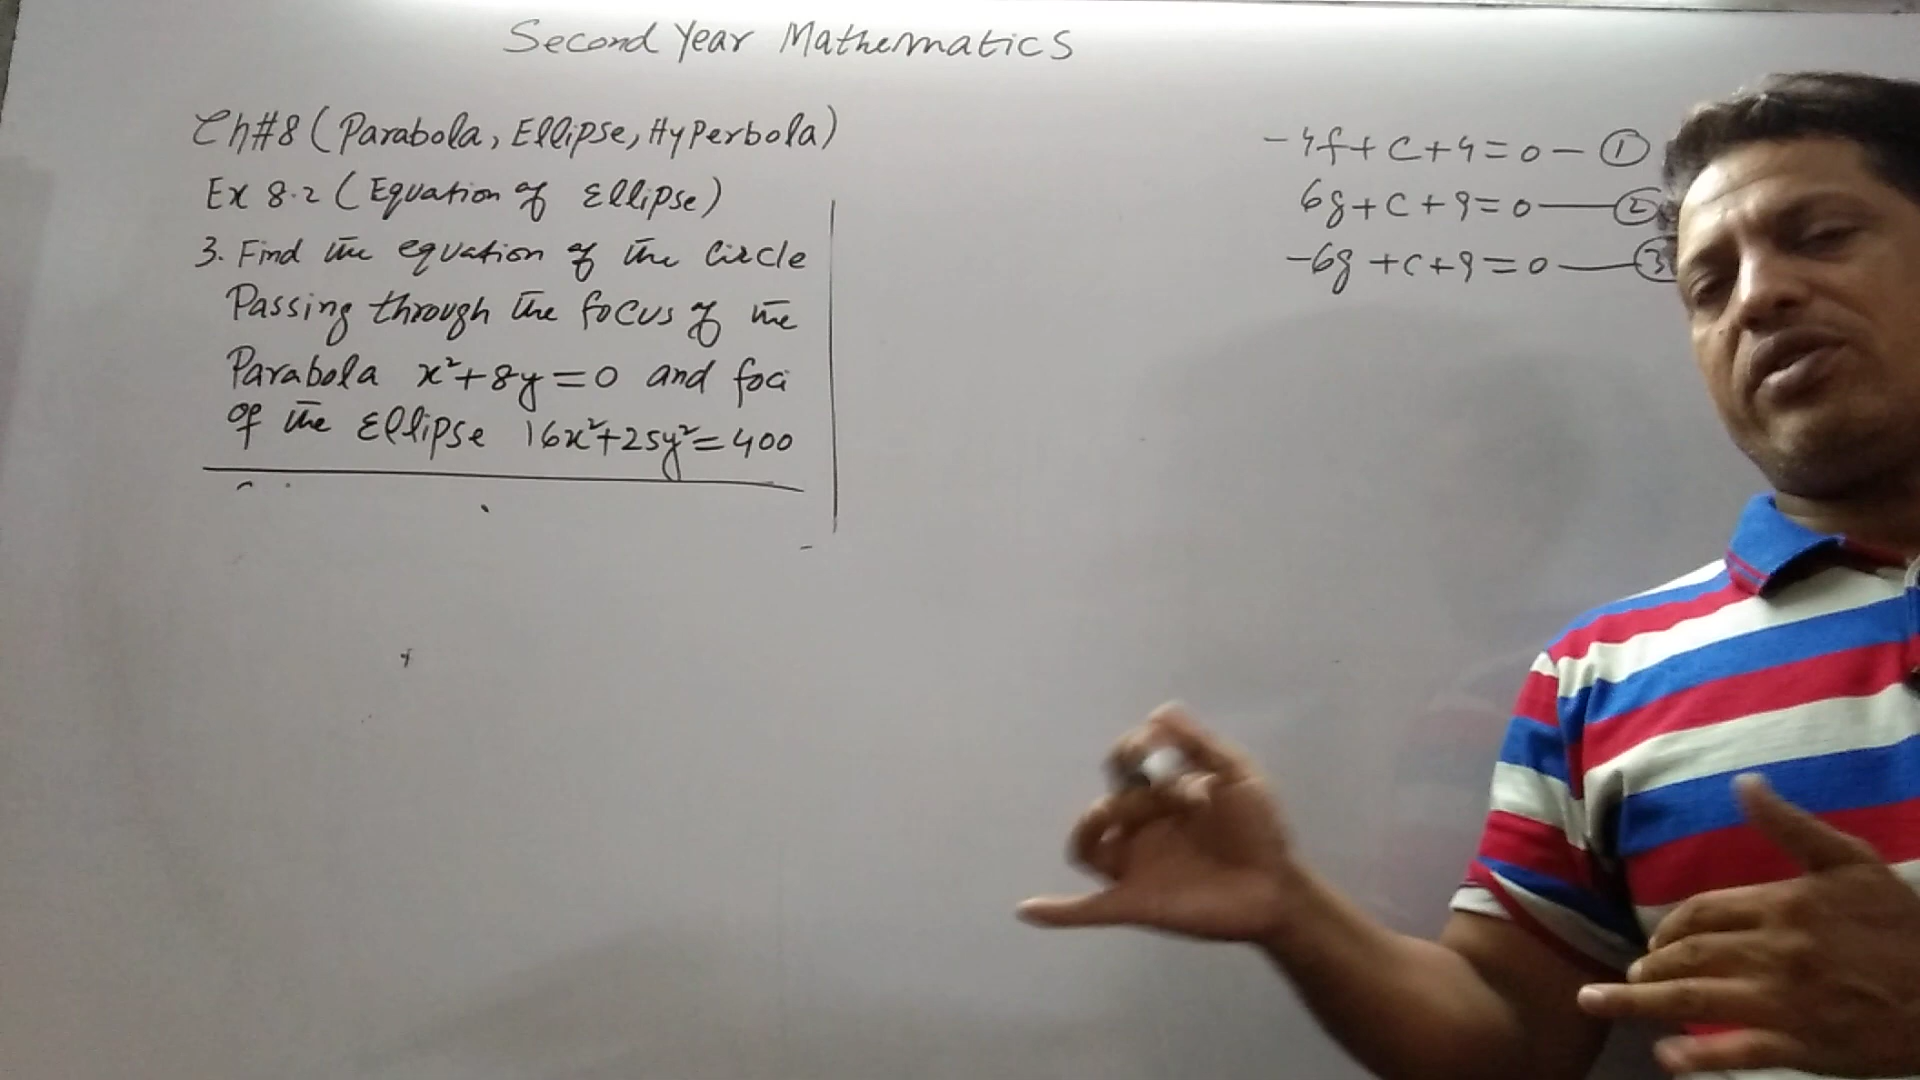 Second Year Mathematics
Ch#8 (Parabola, Ellipse, Hyperbola)
Ex 8.2 (Equation of Ellipse)
3. Find the equation of the Circle
Passing through the focus of the
Parabola x²+8y=0 and foci
of the Ellipse 16x²+25y²=400
-4f+c+4=0-①
6g+c+9=0-②
-6g+c+9=0-③